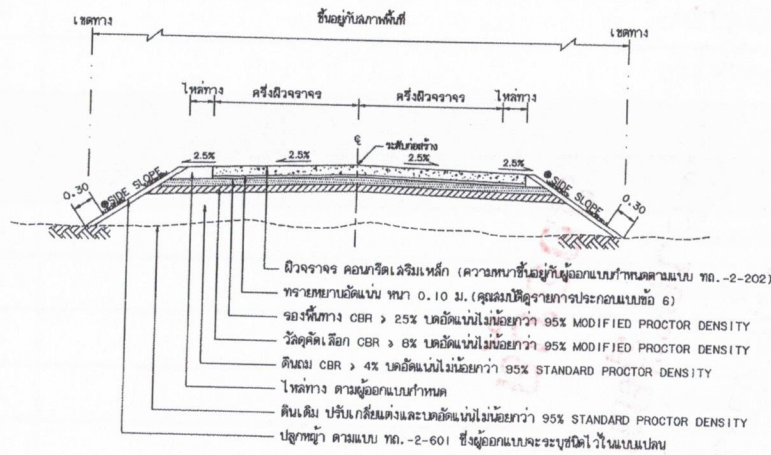 ขึ้นอยู่กับสภาพพื้นที่
เขตทาง
เขตทาง
ไหล่ทาง
ครึ่งผิวจราจร
ครึ่งผิวจราจร
ไหล่ทาง
ระดับก่อสร้าง
2.5%
2.5%
2.5%
2.5%
0.30
SIDE SLOPE
SIDE SLOPE
0.30
ผิวจราจร คอนกรีตเสริมเหล็ก (ความหนาขึ้นอยู่กับผู้ออกแบบกำหนดตามแบบ ทถ.-2-202)
ทรายหยาบอัดแน่น หนา 0.10 ม.(คุณสมบัติดูรายการประกอบแบบข้อ 6)
รองพื้นทาง CBR > 25% บดอัดแน่นไม่น้อยกว่า 95% MODIFIED PROCTOR DENSITY
วัสดุคัดเลือก CBR > 8% บดอัดแน่นไม่น้อยกว่า 95% MODIFIED PROCTOR DENSITY
ดินถม CBR > 4% บดอัดแน่นไม่น้อยกว่า 95% STANDARD PROCTOR DENSITY
ไหล่ทาง ตามผู้ออกแบบกำหนด
ดินเดิม ปรับเกลี่ยแต่งและบดอัดแน่นไม่น้อยกว่า 95% STANDARD PROCTOR DENSITY
ปลูกหญ้า ตามแบบ ทถ.-2-601 ซึ่งผู้ออกแบบจะระบุชนิดไว้ในแบบแปลน